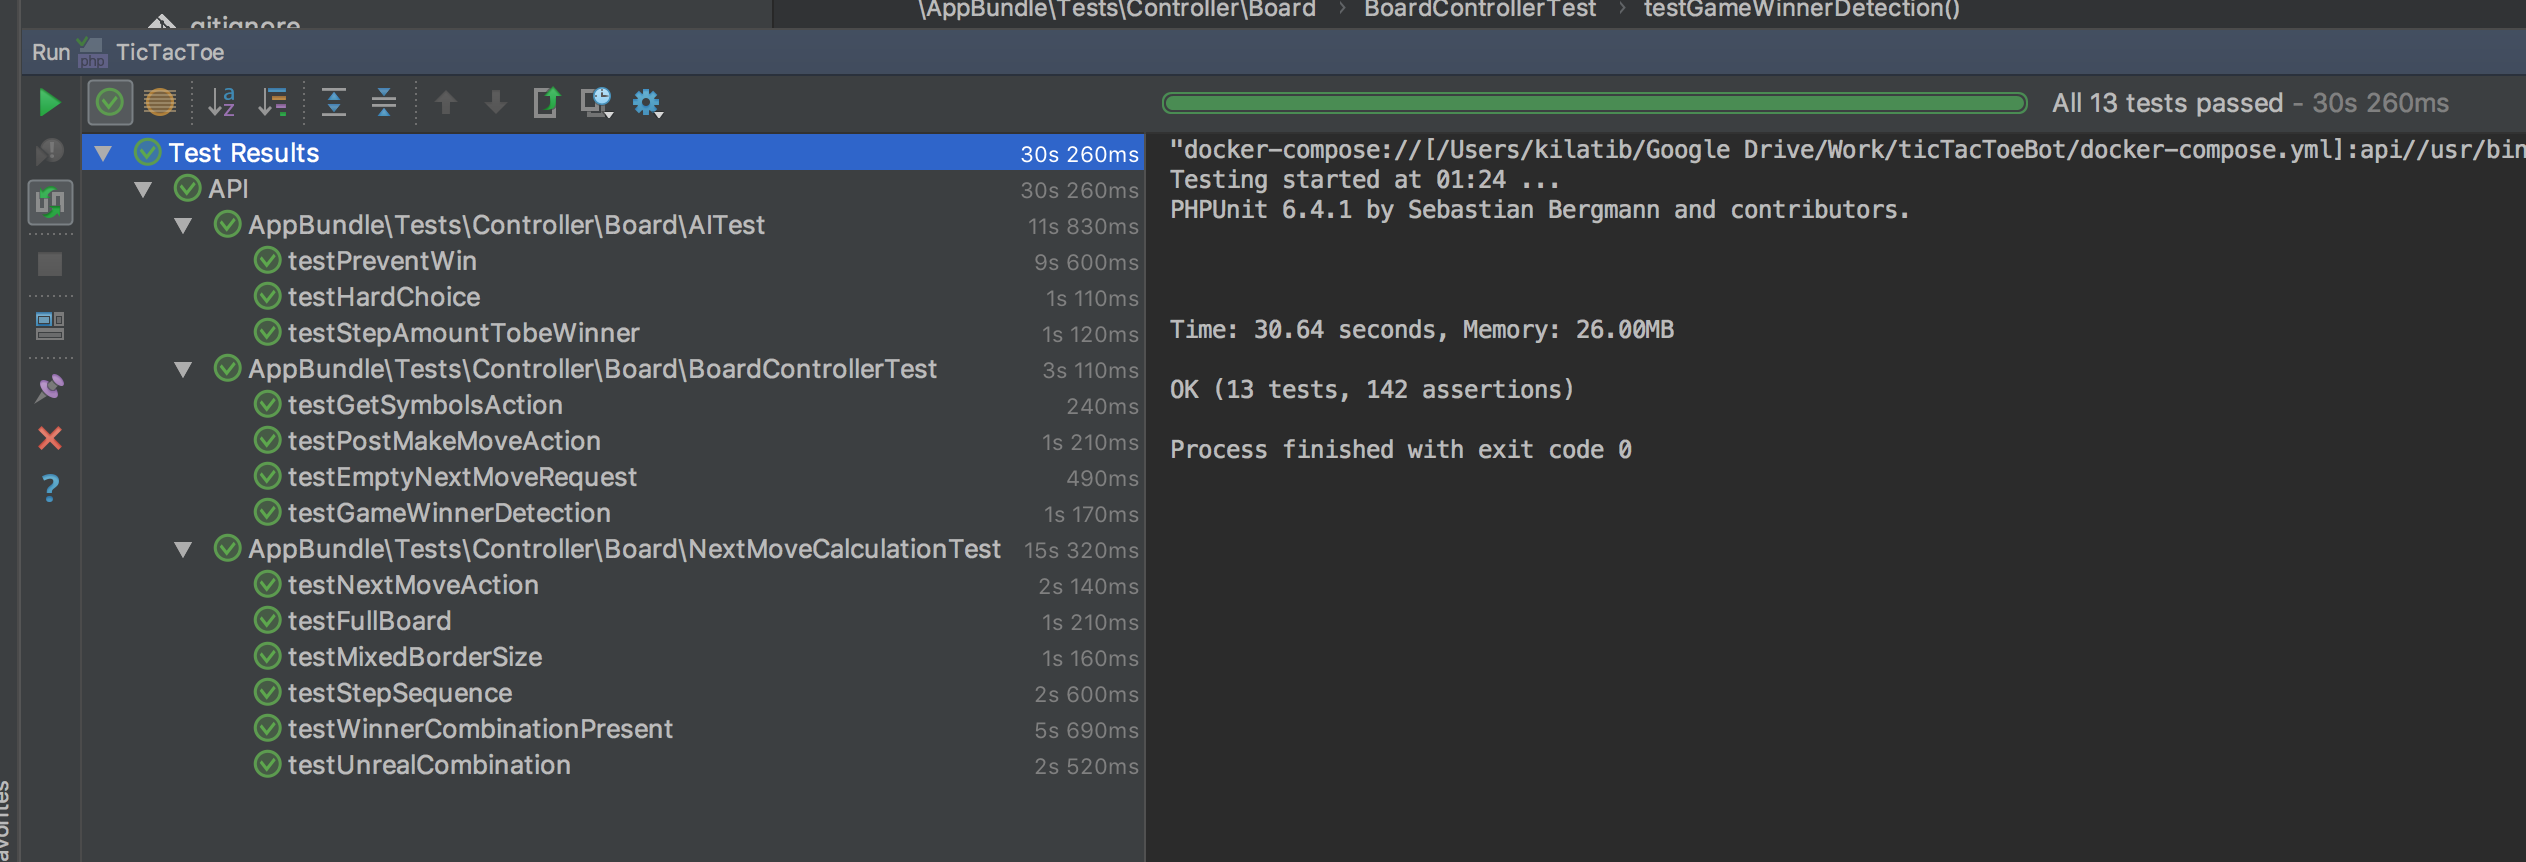 gitignore
\AppBundle\Tests\Controller\Board › BoardControllerTest › testGameWinnerDetection()
Run php TicTacToe
All 13 tests passed - 30s 260ms
Test Results 30s 260ms
API 30s 260ms
AppBundle\Tests\Controller\Board\AITest 11s 830ms
testPreventWin 9s 600ms
testHardChoice 1s 110ms
testStepAmountTobeWinner 1s 120ms
AppBundle\Tests\Controller\Board\BoardControllerTest 3s 110ms
testGetSymbolsAction 240ms
testPostMakeMoveAction 1s 210ms
testEmptyNextMoveRequest 490ms
testGameWinnerDetection 1s 170ms
AppBundle\Tests\Controller\Board\NextMoveCalculationTest 15s 320ms
testNextMoveAction 2s 140ms
testFullBoard 1s 210ms
testMixedBorderSize 1s 160ms
testStepSequence 2s 600ms
testWinnerCombinationPresent 5s 690ms
testUnrealCombination 2s 520ms
"docker-compose://[/Users/kilatib/Google Drive/Work/ticTacToeBot/docker-compose.yml]:api//usr/bin
Testing started at 01:24 ...
PHPUnit 6.4.1 by Sebastian Bergmann and contributors.
Time: 30.64 seconds, Memory: 26.00MB
OK (13 tests, 142 assertions)
Process finished with exit code 0
avorites